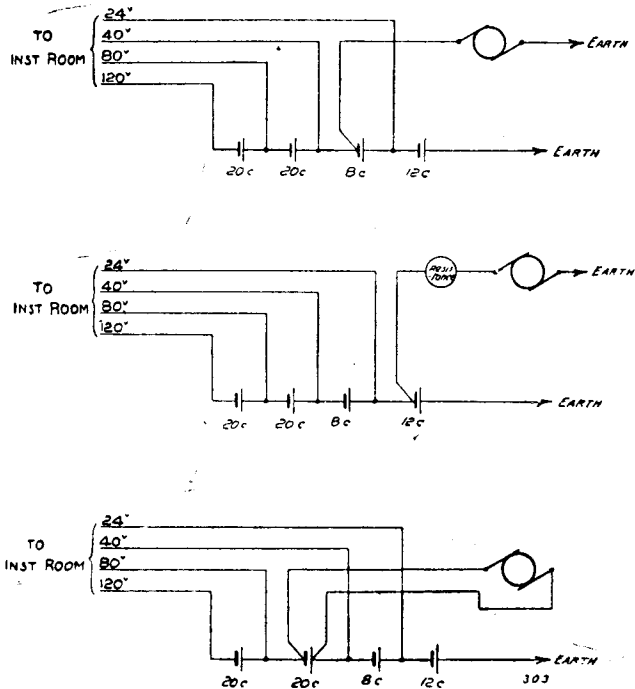 24ᵛ
TO 40ᵛ EARTH
INST ROOM 80ᵛ
120ᵛ
EARTH
20c 20c 8c 12c
24ᵛ
Resis-tance EARTH
TO 40ᵛ
INST ROOM 80ᵛ
120ᵛ
EARTH
20c 20c 8c 12c
24ᵛ
TO 40ᵛ
INST ROOM 80ᵛ
120ᵛ
EARTH
20c 20c 8c 12c 303